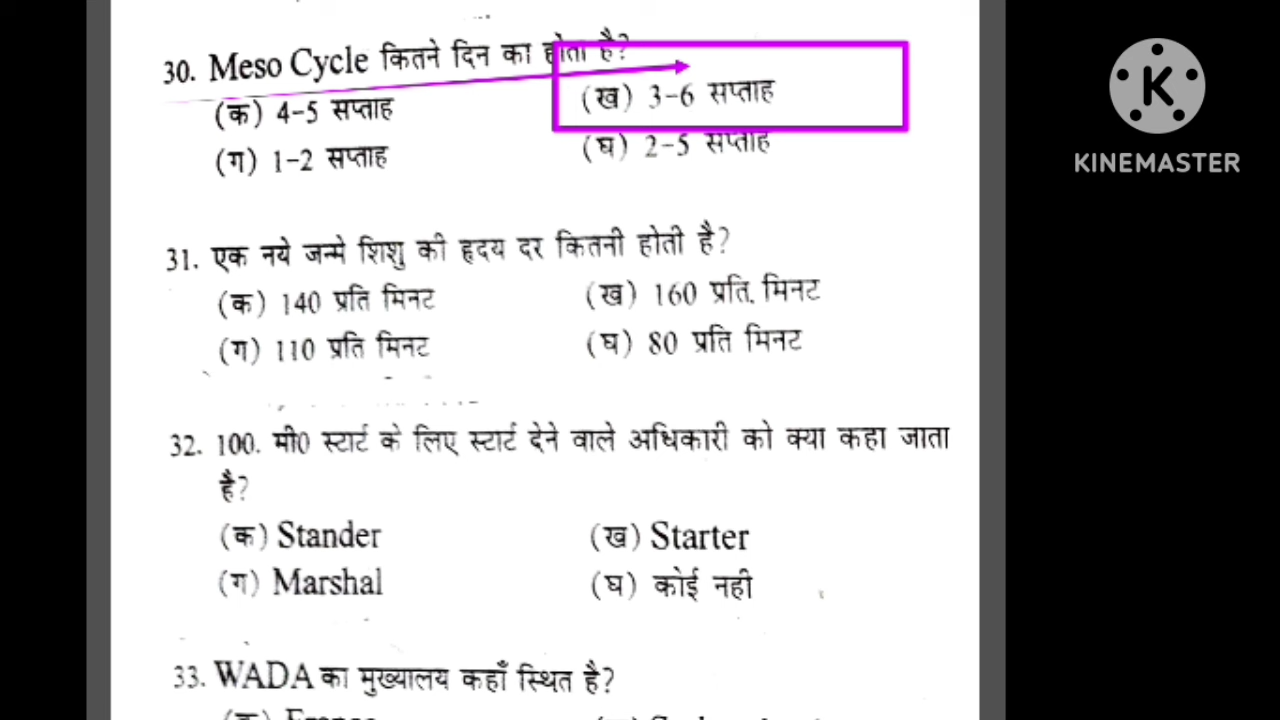 30. Meso Cycle कितने दिन का होता है?
(क) 4-5 सप्ताह
(ख) 3-6 सप्ताह
(ग) 1-2 सप्ताह
(घ) 2-5 सप्ताह
31. एक नये जन्मे शिशु की हृदय दर कितनी होती है?
(क) 140 प्रति मिनट
(ख) 160 प्रति. मिनट
(ग) 110 प्रति मिनट
(घ) 80 प्रति मिनट
32. 100. मी0 स्टार्ट के लिए स्टार्ट देने वाले अधिकारी को क्या कहा जाता
है?
(क) Stander
(ख) Starter
(ग) Marshal
(घ) कोई नही
33. WADA का मुख्यालय कहाँ स्थित है?
K
KINEMASTER